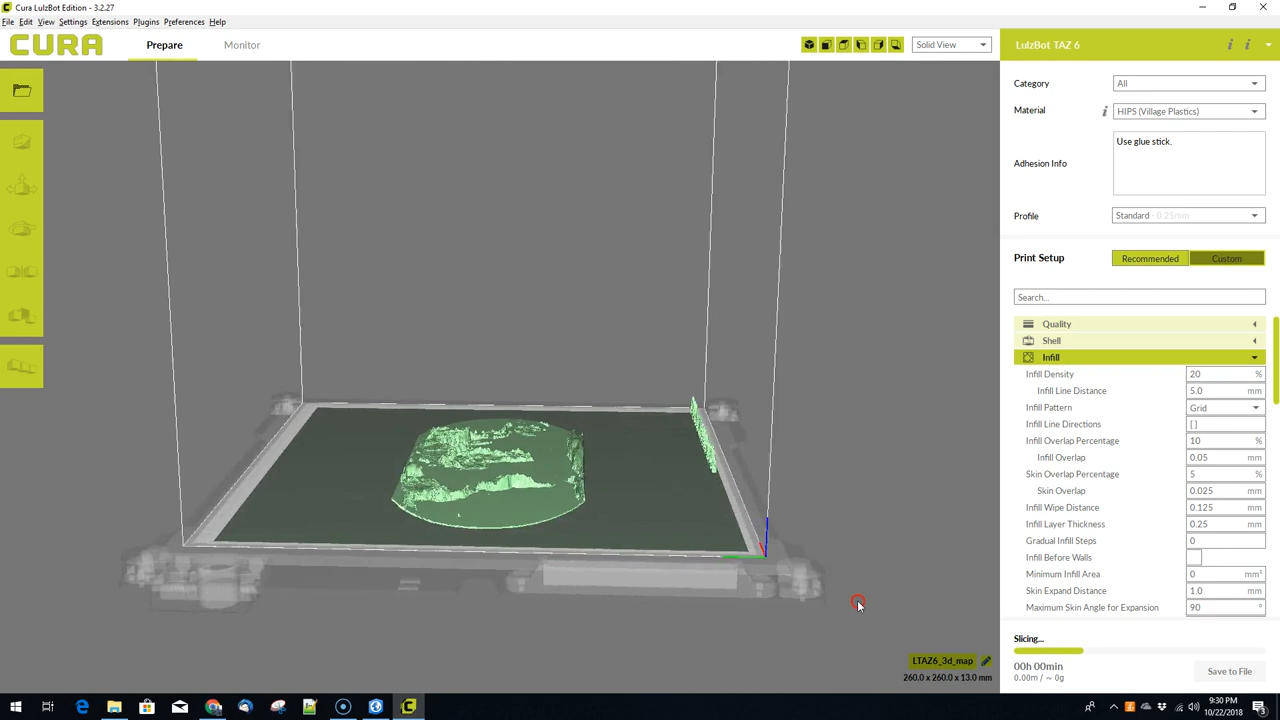 Cura LulzBot Edition - 3.2.27
File Edit View Settings Extensions Plugins Preferences Help
CURA
Prepare Monitor
Solid View
LulzBot TAZ 6
Category All
Material HIPS (Village Plastics)
Adhesion Info Use glue stick.
Profile Standard - 0.25mm
Print Setup Recommended Custom
Search...
Quality
Shell
Infill
Infill Density 20 %
Infill Line Distance 5.0 mm
Infill Pattern Grid
Infill Line Directions [ ]
Infill Overlap Percentage 10 %
Infill Overlap 0.05 mm
Skin Overlap Percentage 5 %
Skin Overlap 0.025 mm
Infill Wipe Distance 0.125 mm
Infill Layer Thickness 0.25 mm
Gradual Infill Steps 0
Infill Before Walls
Minimum Infill Area 0 mm²
Skin Expand Distance 1.0 mm
Maximum Skin Angle for Expansion 90 °
Slicing...
LTAZ6_3d_map
260.0 x 260.0 x 13.0 mm
00h 00min
0.00m / ~ 0g
Save to File
9:30 PM
10/22/2018
3